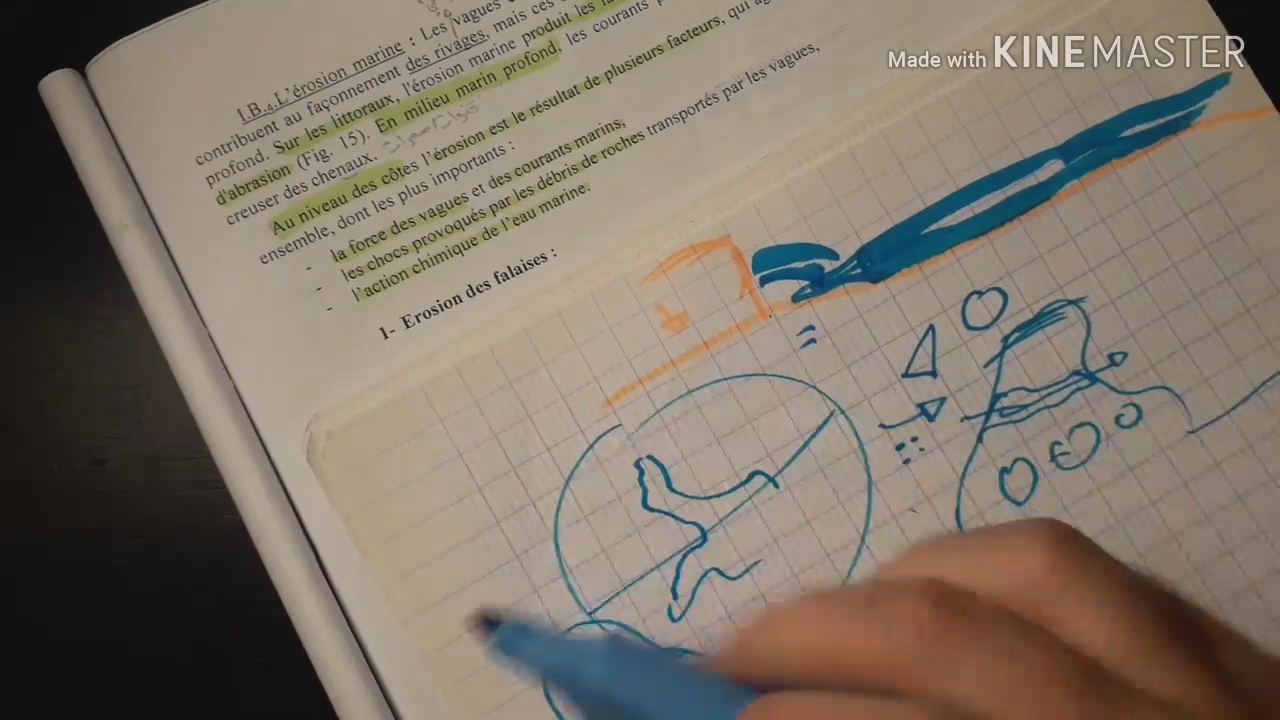 Made with KINEMASTER
I.B.4.L'érosion marine : Les vagues
contribuent au façonnement des rivages, mais ces
profond. Sur les littoraux, l'érosion marine produit les
d'abrasion (Fig. 15). En milieu marin profond, les courants
creuser des chenaux.
Au niveau des côtes l'érosion est le résultat de plusieurs facteurs, qui
ensemble, dont les plus importants :
- la force des vagues et des courants marins,
- les chocs provoqués par les débris de roches transportés par les vagues,
- l'action chimique de l'eau marine.
1- Erosion des falaises :